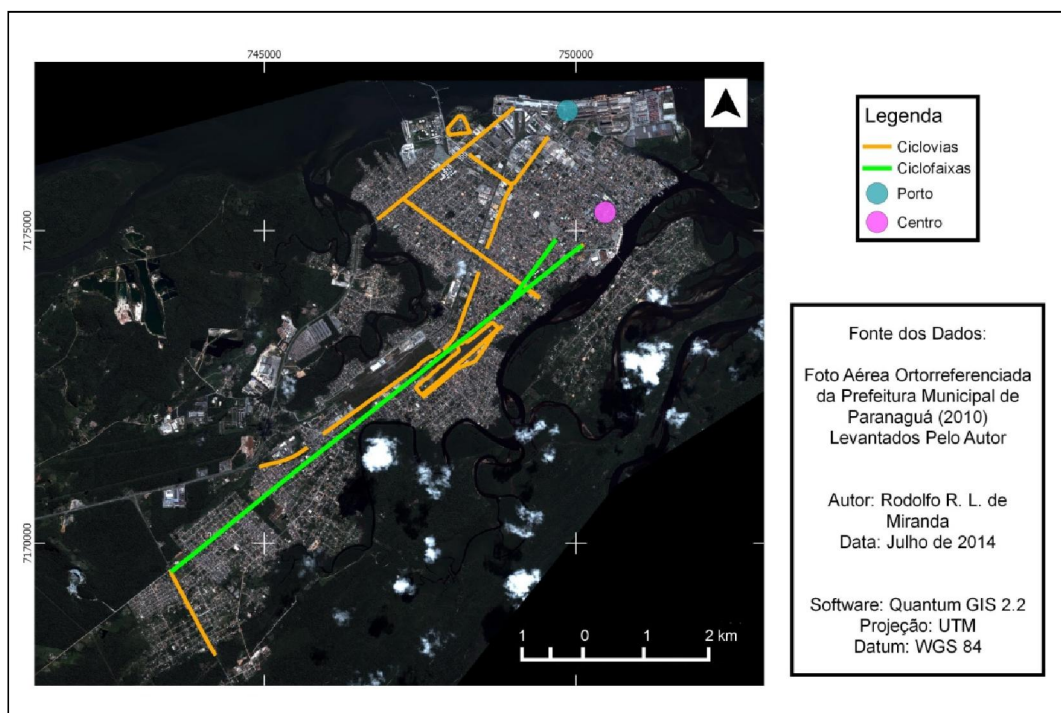 745000
750000
7175000
7170000
1 0 1 2 km
Legenda
Ciclovias
Ciclofaixas
Porto
Centro
Fonte dos Dados:
Foto Aérea Ortorreferenciada
da Prefeitura Municipal de
Paranaguá (2010)
Levantados Pelo Autor
Autor: Rodolfo R. L. de
Miranda
Data: Julho de 2014
Software: Quantum GIS 2.2
Projeção: UTM
Datum: WGS 84